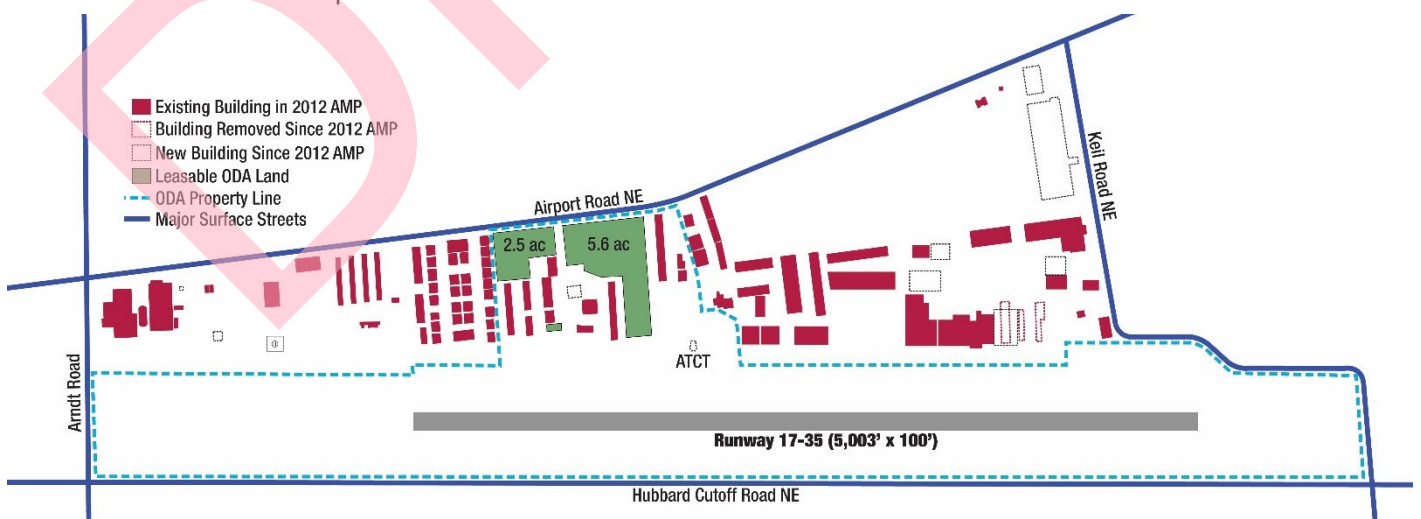 Existing Building in 2012 AMP
Building Removed Since 2012 AMP
New Building Since 2012 AMP
Leasable ODA Land
ODA Property Line
Major Surface Streets
Airport Road NE
Keil Road NE
2.5 ac
5.6 ac
ATCT
Arndt Road
Runway 17-35 (5,003' x 100')
Hubbard Cutoff Road NE